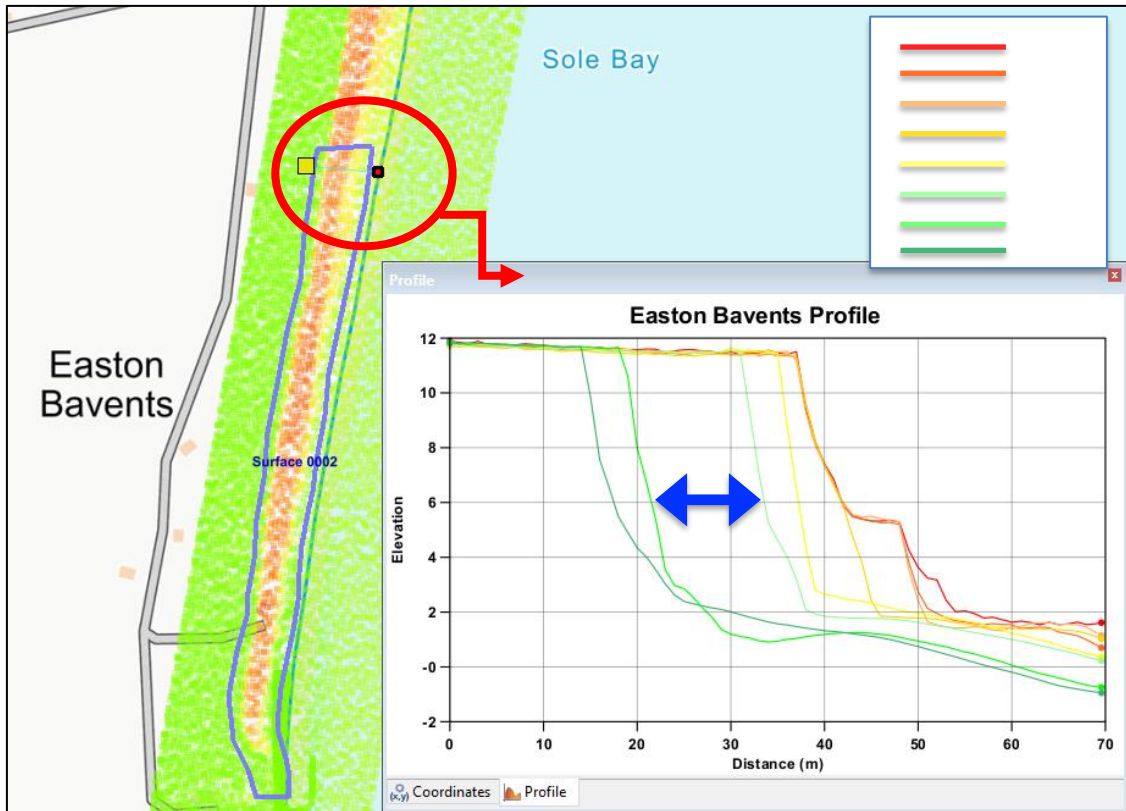 Sole Bay
Easton
Bavents
Surface 0002
Profile
x
Easton Bavents Profile
12
10
8
6
4
2
-0
-2
Elevation
0
10
20
30
40
50
60
70
Distance (m)
(x,y) Coordinates
Profile